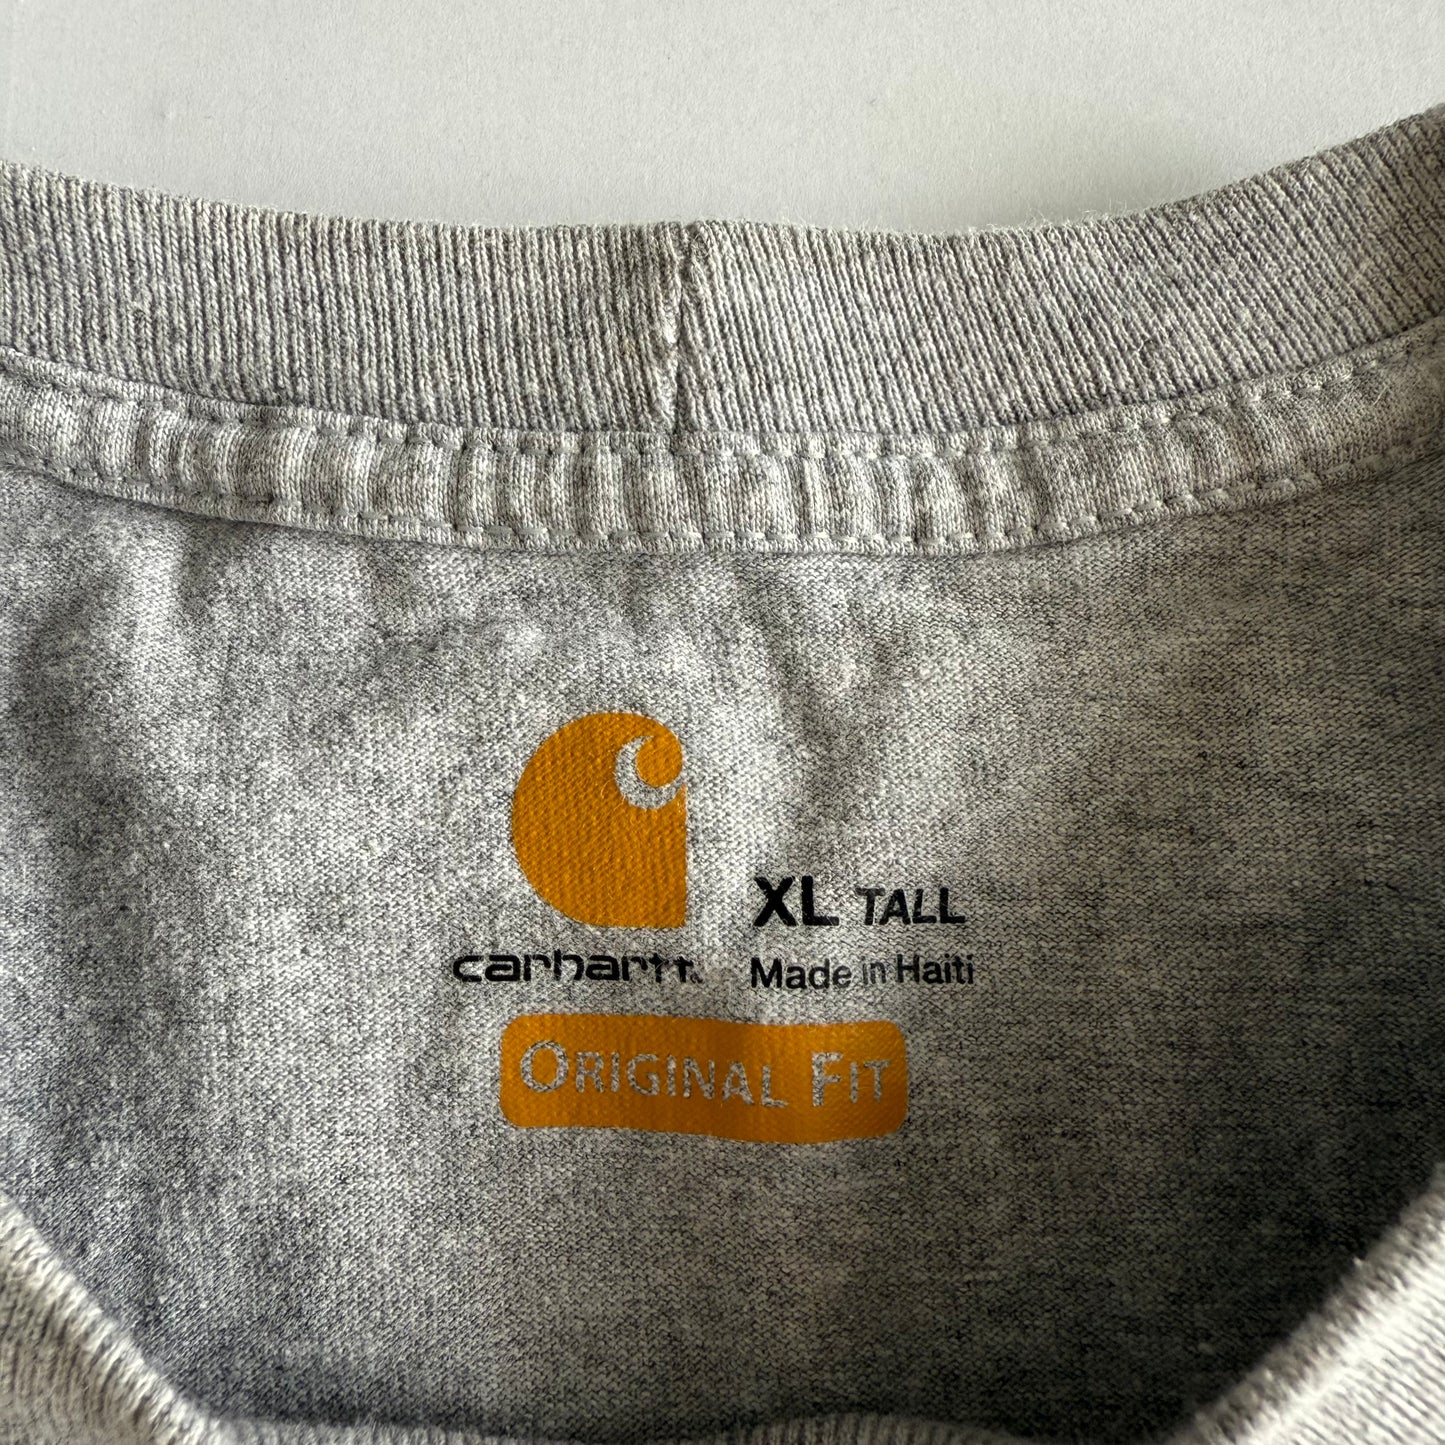 XL TALL
carhartt
Made in Haiti
ORIGINAL FIT